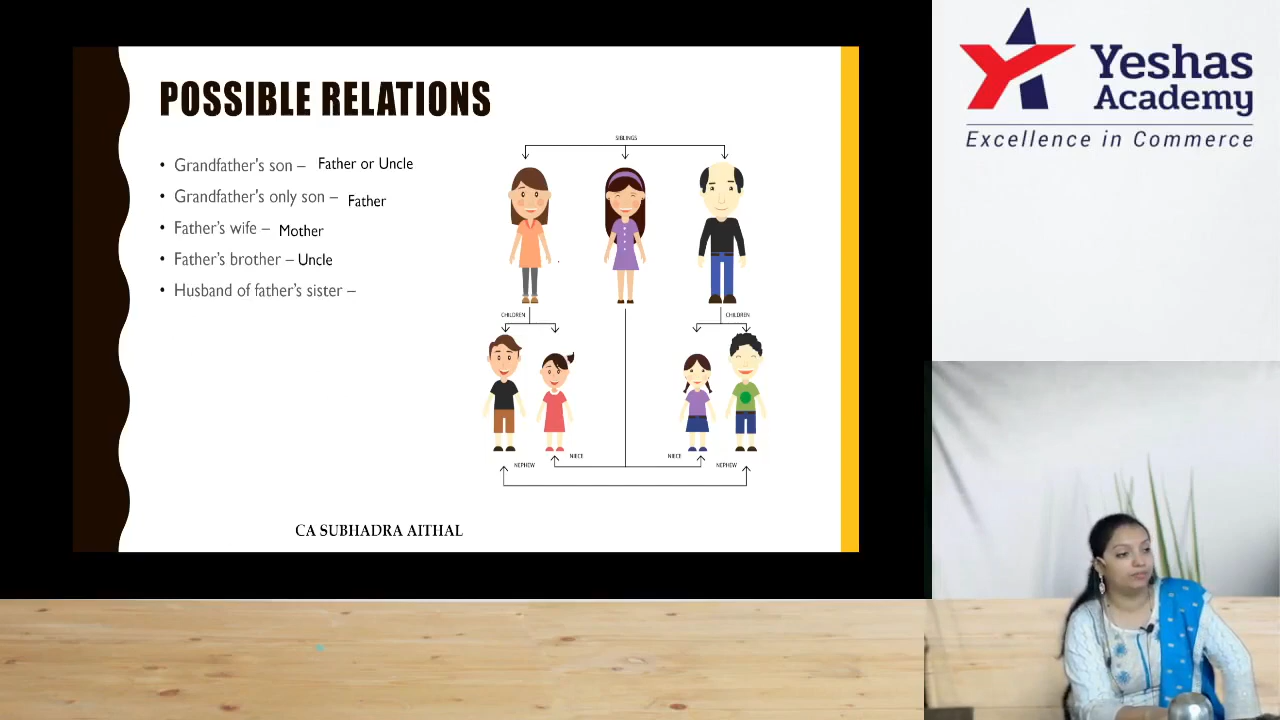 POSSIBLE RELATIONS
• Grandfather's son – Father or Uncle
• Grandfather's only son – Father
• Father's wife – Mother
• Father's brother – Uncle
• Husband of father's sister –
SIBLINGS
CHILDREN
CHILDREN
NIECE
NIECE
NEPHEW
NEPHEW
CA SUBHADRA AITHAL
Yeshas
Academy
Excellence in Commerce